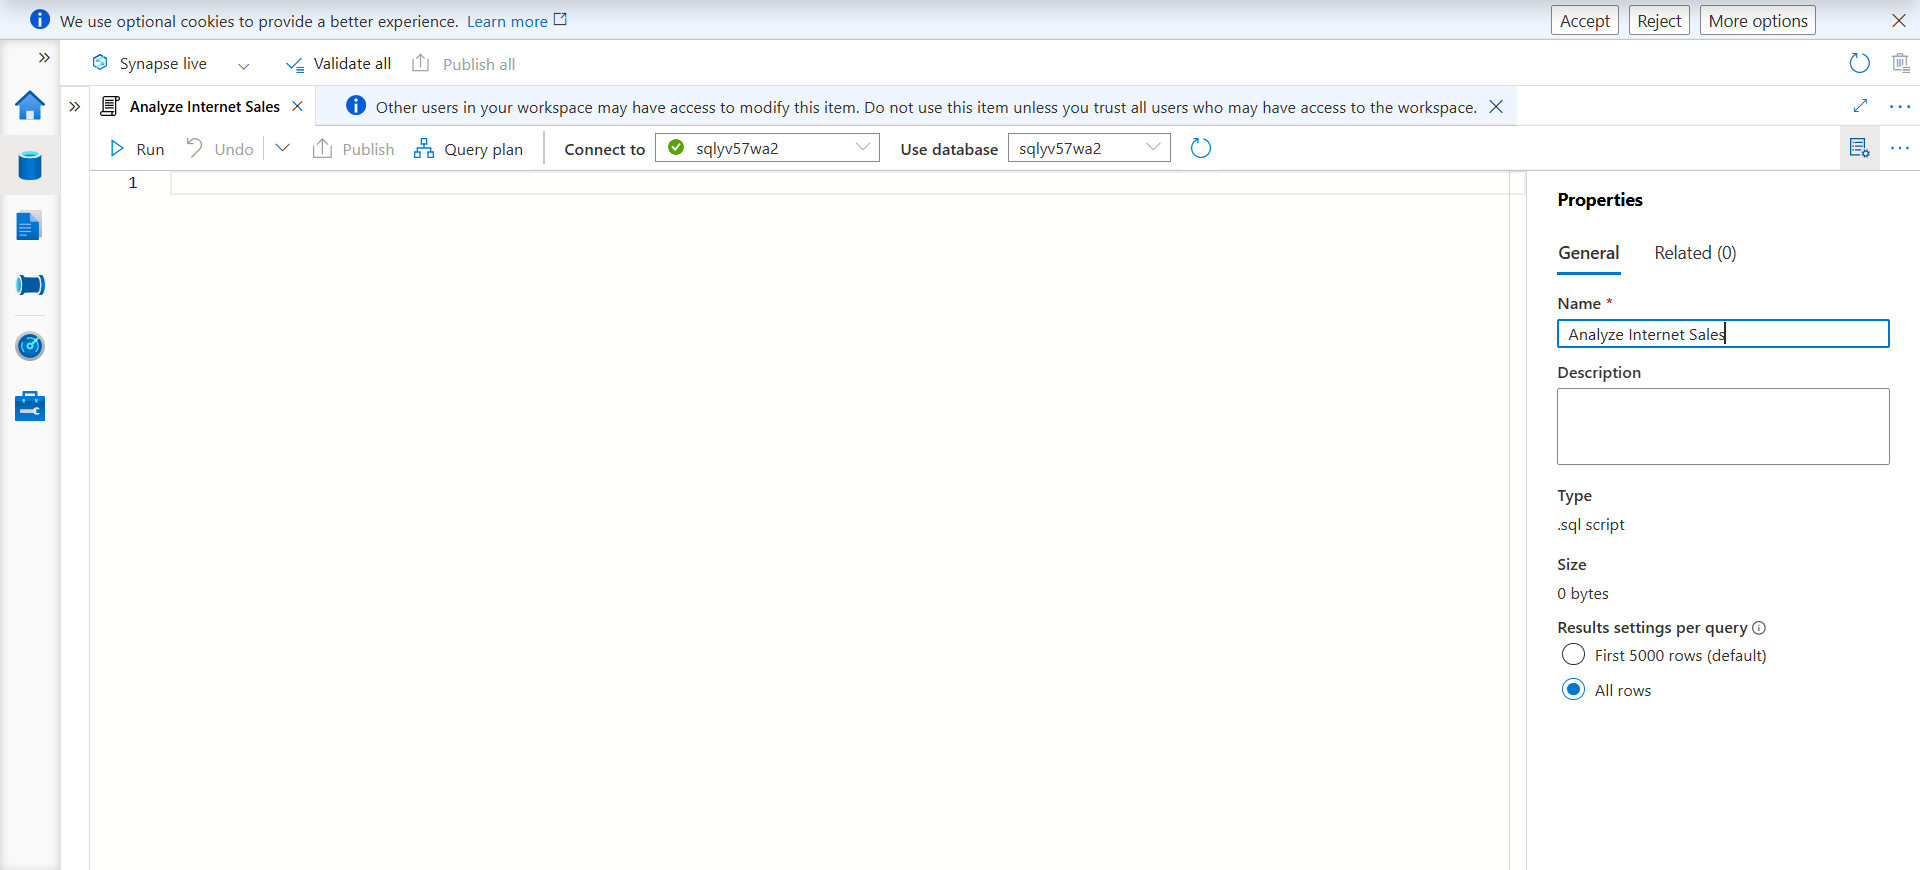 We use optional cookies to provide a better experience. Learn more
Accept
Reject
More options
Synapse live
Validate all
Publish all
Analyze Internet Sales
Other users in your workspace may have access to modify this item. Do not use this item unless you trust all users who may have access to the workspace.
Run
Undo
Publish
Query plan
Connect to
sqlyv57wa2
Use database
sqlyv57wa2
1
Properties
General
Related (0)
Name *
Analyze Internet Sales
Description
Type
.sql script
Size
0 bytes
Results settings per query
First 5000 rows (default)
All rows